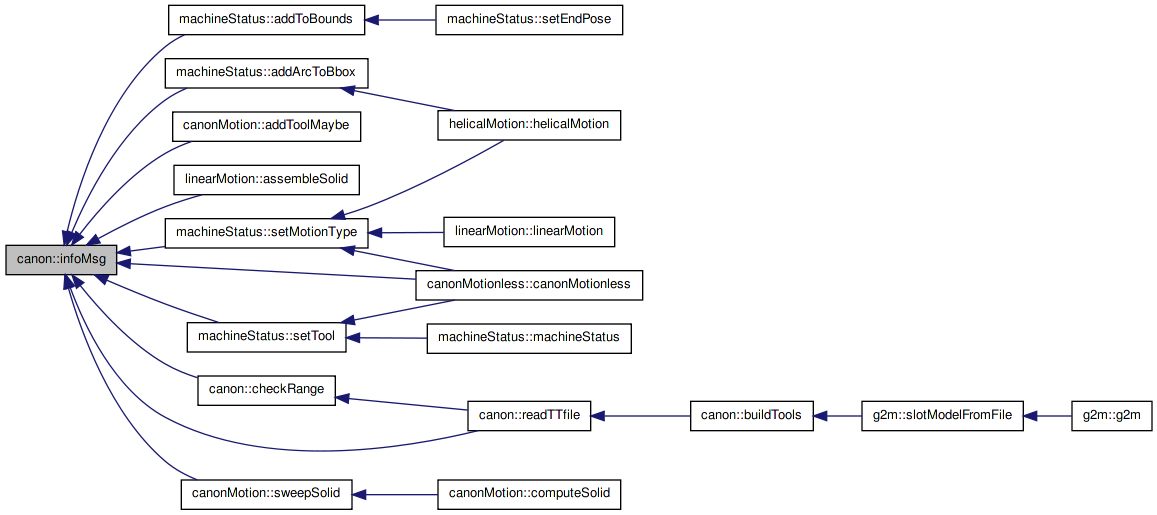 machineStatus::addToBounds
machineStatus::setEndPose
machineStatus::addArcToBbox
canonMotion::addToolMaybe
helicalMotion::helicalMotion
linearMotion::assembleSolid
machineStatus::setMotionType
linearMotion::linearMotion
canon::infoMsg
canonMotionless::canonMotionless
machineStatus::setTool
machineStatus::machineStatus
canon::checkRange
canon::readTTfile
canon::buildTools
g2m::slotModelFromFile
g2m::g2m
canonMotion::sweepSolid
canonMotion::computeSolid